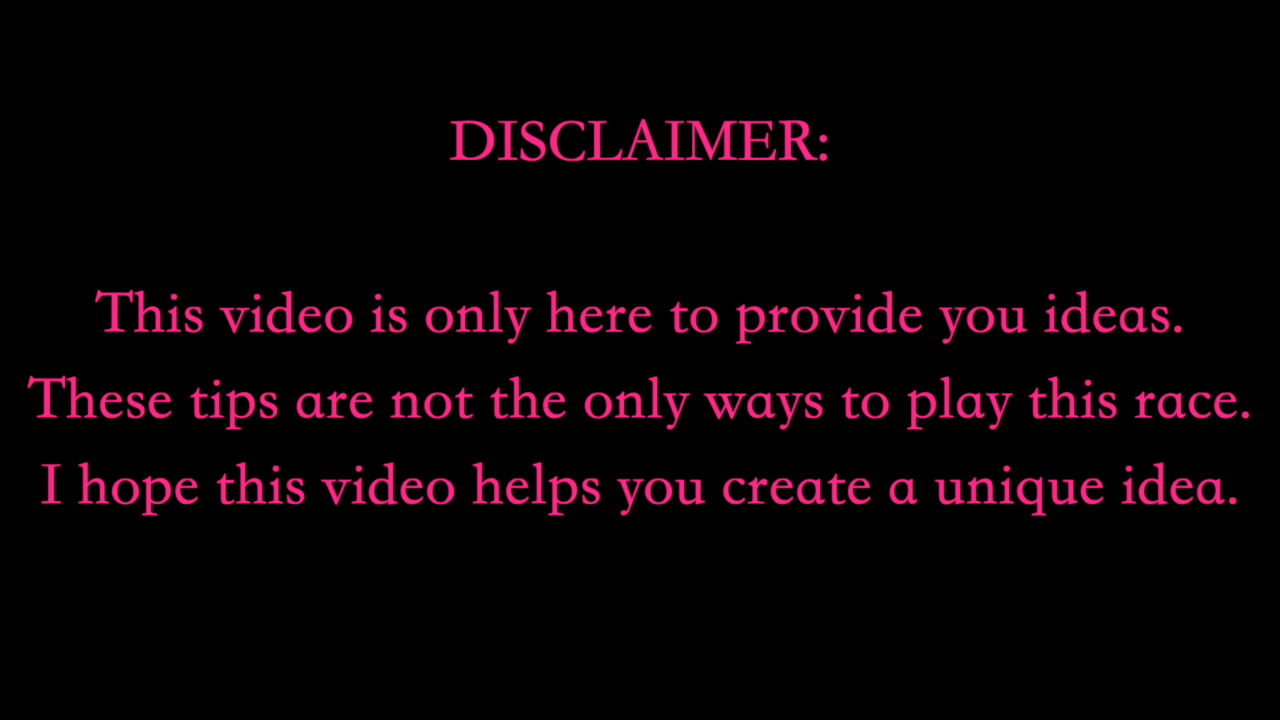 DISCLAIMER:
This video is only here to provide you ideas.
These tips are not the only ways to play this race.
I hope this video helps you create a unique idea.